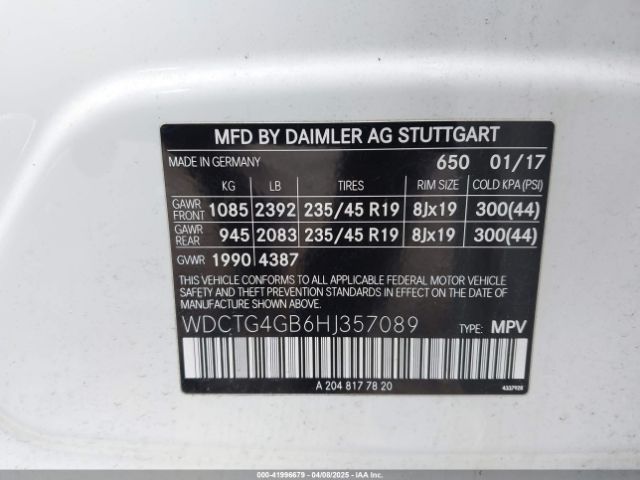 MFD BY DAIMLER AG STUTTGART
MADE IN GERMANY 650 01/17
KG LB TIRES RIM SIZE COLD KPA (PSI)
GAWR FRONT 1085 2392 235/45 R19 8Jx19 300(44)
GAWR REAR 945 2083 235/45 R19 8Jx19 300(44)
GVWR 1990 4387
THIS VEHICLE CONFORMS TO ALL APPLICABLE FEDERAL MOTOR VEHICLE
SAFETY, BUMPER, AND THEFT PREVENTION STANDARDS IN EFFECT
ON THE DATE OF MANUFACTURE SHOWN ABOVE.
WDCTG4GB6HJ357089 TYPE: MPV
A 204 817 78 20 4337928
000-41996679 - 04/08/2025 - IAAI.COM